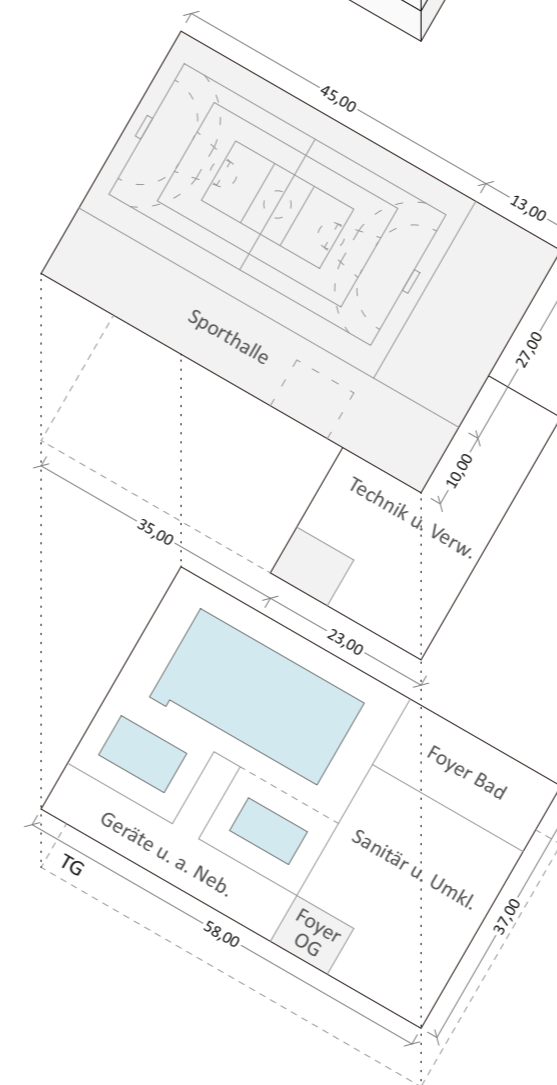 45,00
13,00
27,00
Sporthalle
10,00
Technik u. Verw.
35,00
23,00
Foyer Bad
Sanitär u. Umkl.
Geräte u. a. Neb.
TG
Foyer
OG
58,00
37,00